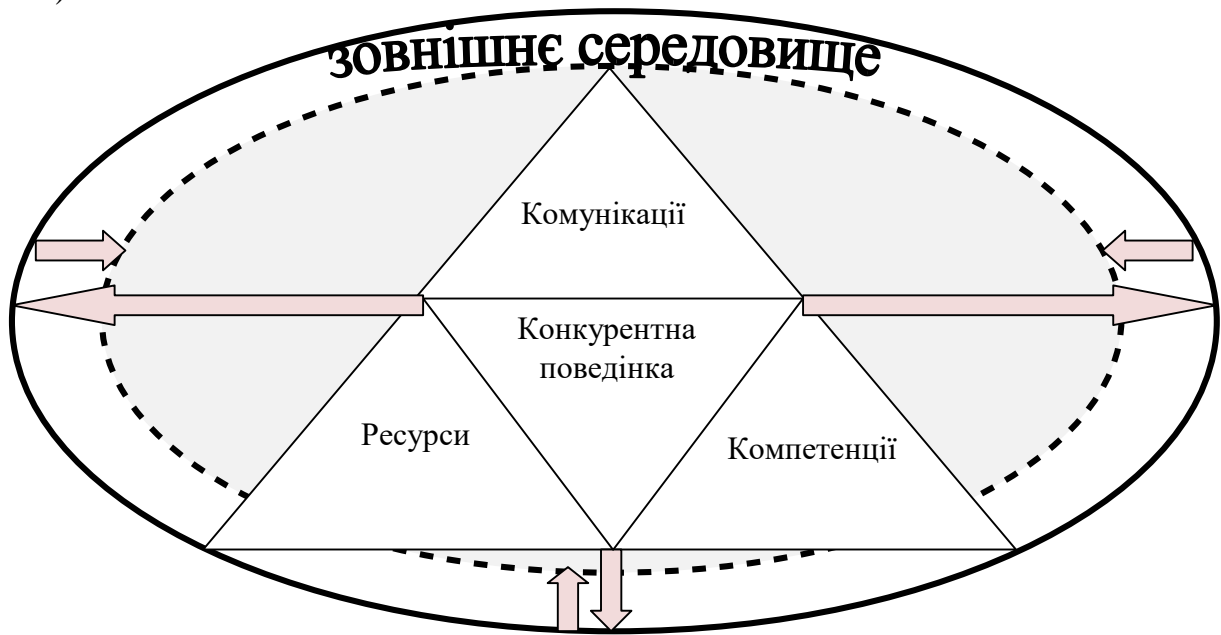 зовнішнє середовище
Комунікації
Конкурентна
поведінка
Ресурси
Компетенції